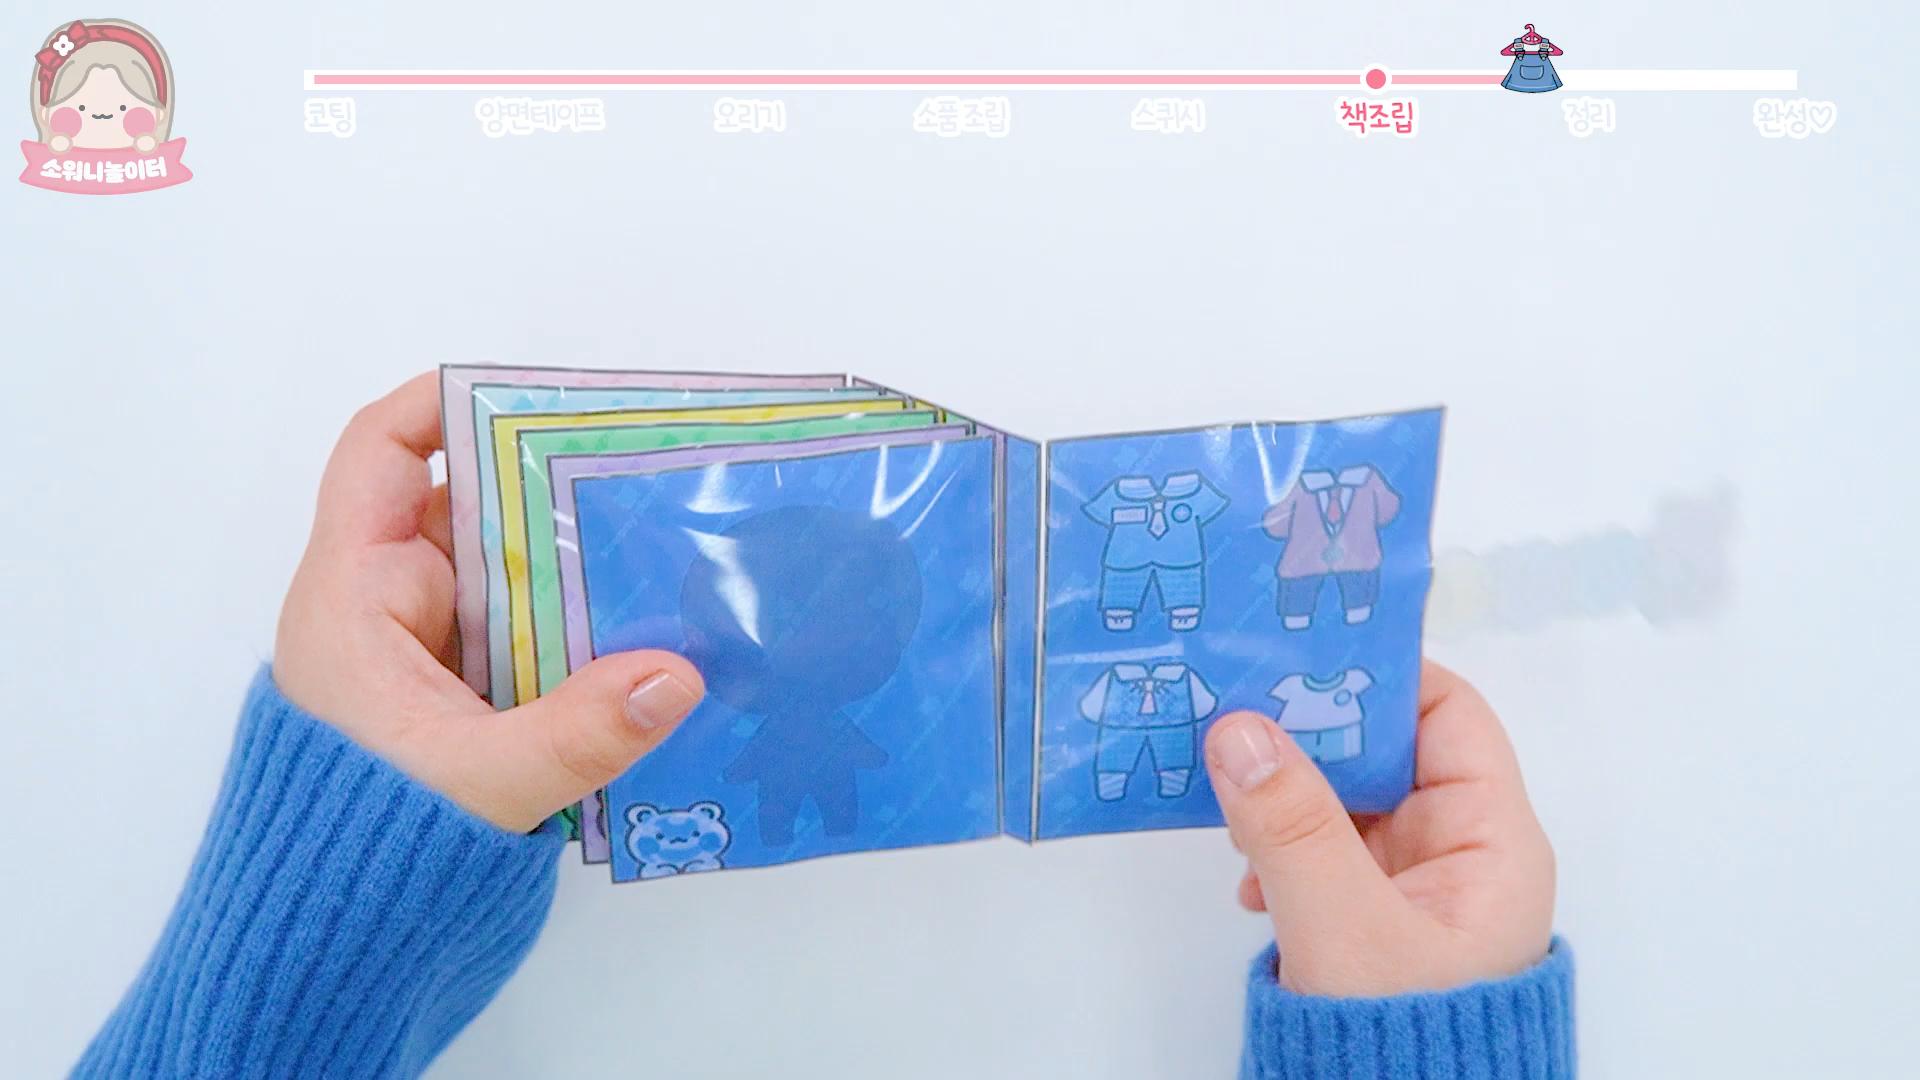 코팅
양면테이프
오리기
소품조립
스퀴시
책조립
정리
완성♡
소워니놀이터